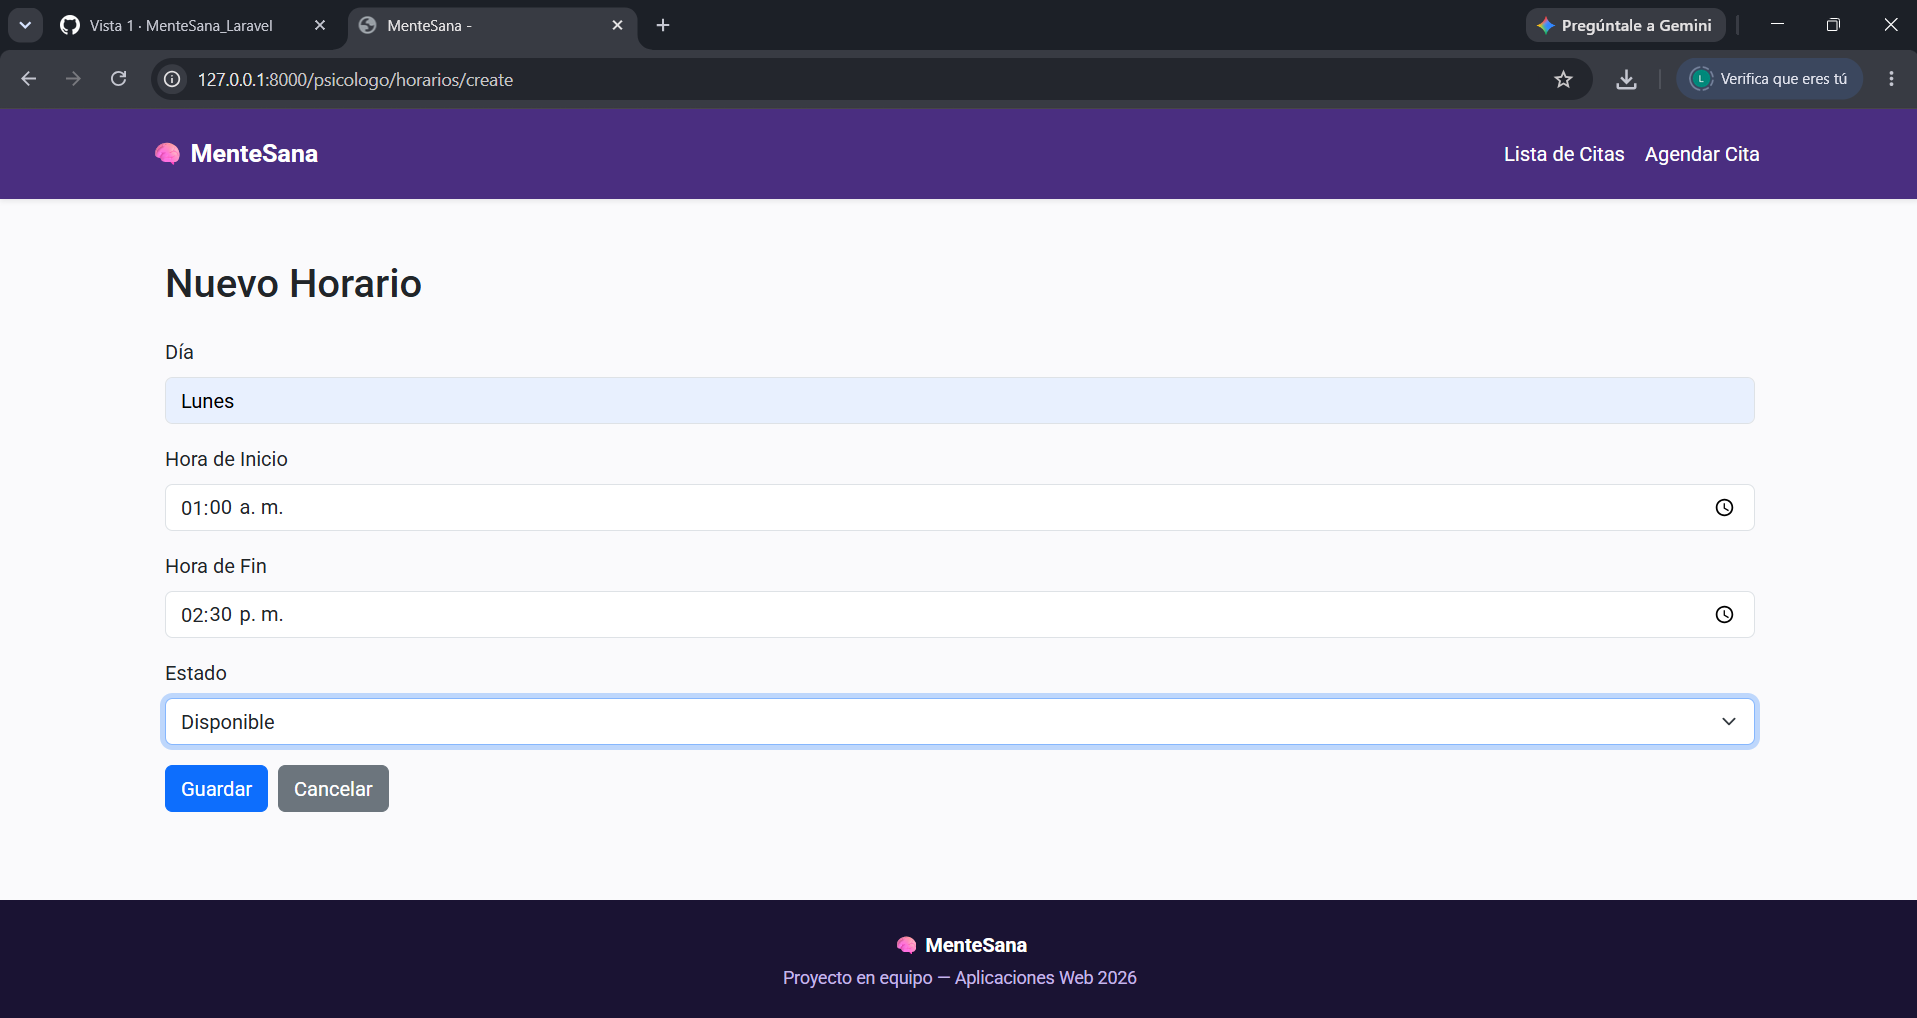 Vista 1 · MenteSana_Laravel
MenteSana -
Pregúntale a Gemini
127.0.0.1:8000/psicologo/horarios/create
L
Verifica que eres tú
MenteSana
Lista de Citas
Agendar Cita
Nuevo Horario
Día
Lunes
Hora de Inicio
01:00 a. m.
Hora de Fin
02:30 p. m.
Estado
Disponible
Guardar
Cancelar
MenteSana
Proyecto en equipo — Aplicaciones Web 2026